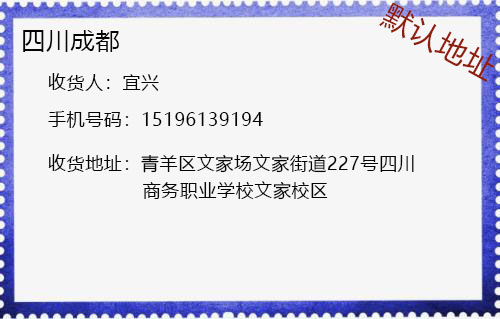 四川成都
默认地址
收货人：宜兴
手机号码：15196139194
收货地址：青羊区文家场文家街道227号四川
商务职业学校文家校区